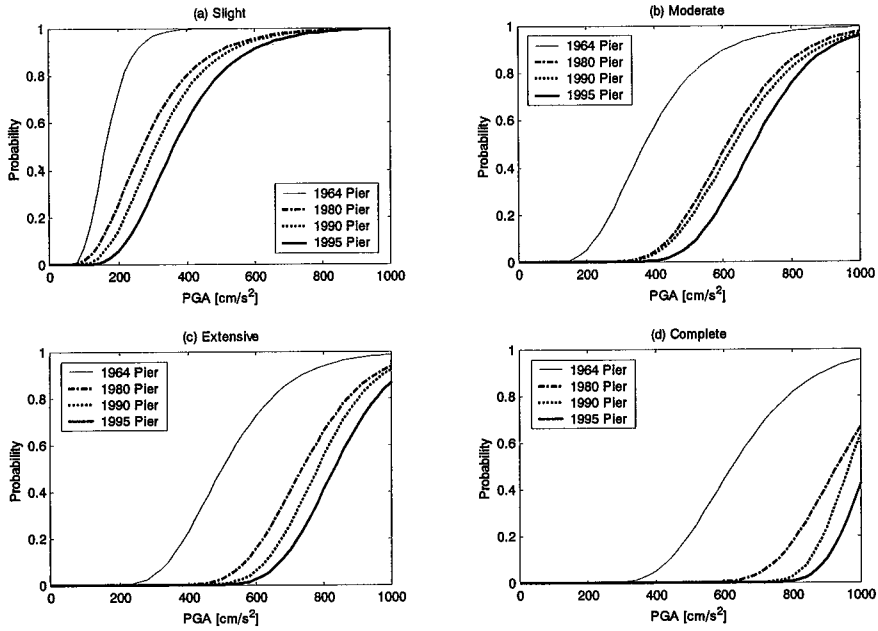 (a) Slight
1
0.8
0.6
0.4
0.2
0
Probability
0
200
400
600
800
1000
PGA [cm/s²]
1964 Pier
1980 Pier
1990 Pier
1995 Pier
(b) Moderate
1
0.8
0.6
0.4
0.2
0
Probability
0
200
400
600
800
1000
PGA [cm/s²]
1964 Pier
1980 Pier
1990 Pier
1995 Pier
(c) Extensive
1
0.8
0.6
0.4
0.2
0
Probability
0
200
400
600
800
1000
PGA [cm/s²]
1964 Pier
1980 Pier
1990 Pier
1995 Pier
(d) Complete
1
0.8
0.6
0.4
0.2
0
Probability
0
200
400
600
800
1000
PGA [cm/s²]
1964 Pier
1980 Pier
1990 Pier
1995 Pier